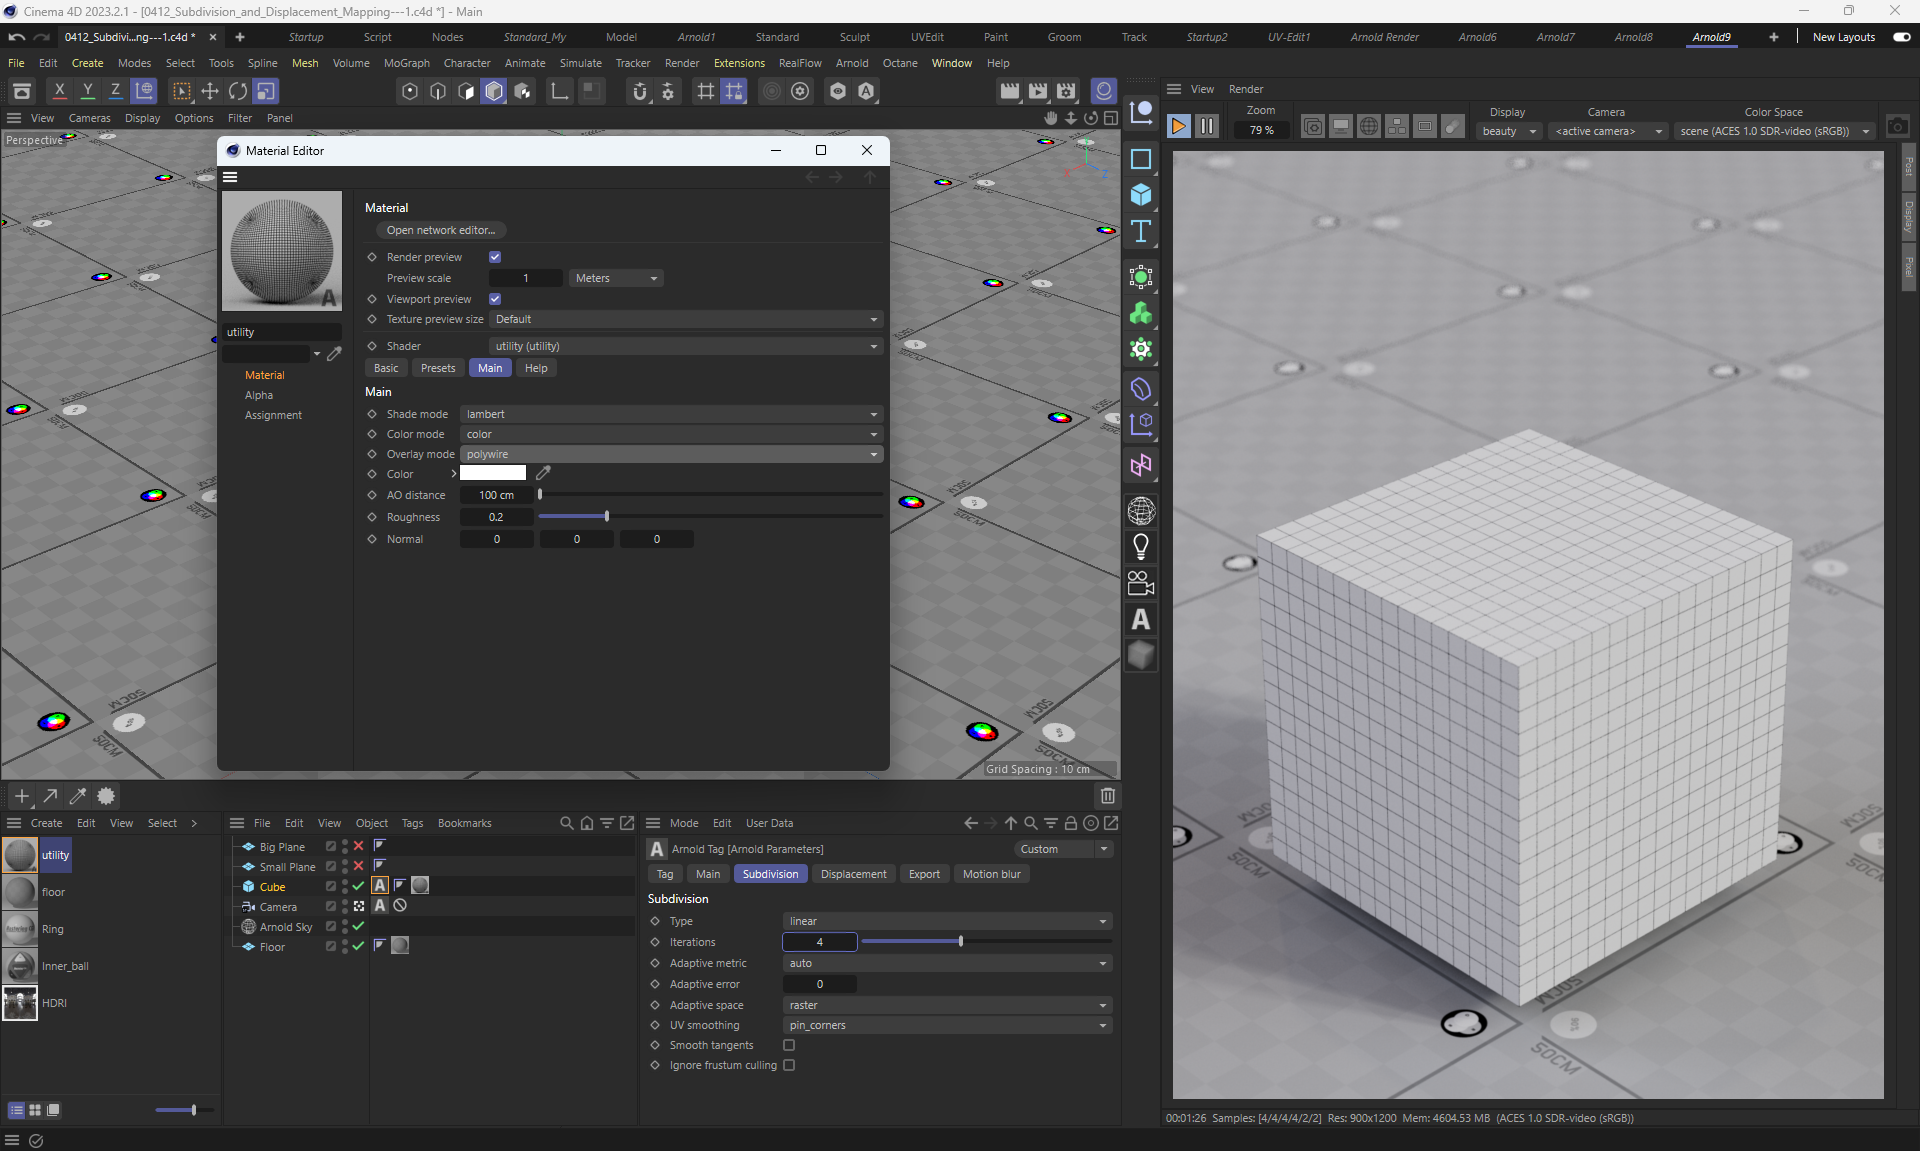 Cinema 4D 2023.2.1 - [0412_Subdivision_and_Displacement_Mapping---1.c4d *] - Main
0412_Subdivi...ng---1.c4d * Startup Script Nodes Standard_My Model Arnold1 Standard Sculpt UVEdit Paint Groom Track Startup2 UV-Edit1 Arnold Render Arnold6 Arnold7 Arnold8 Arnold9 New Layouts
File Edit Create Modes Select Tools Spline Mesh Volume MoGraph Character Animate Simulate Tracker Render Extensions RealFlow Arnold Octane Window Help
X Y Z
View Render
View Cameras Display Options Filter Panel
Zoom Display Camera Color Space
79 % beauty <active camera> scene (ACES 1.0 SDR-video (sRGB))
Perspective
Post
Display
Pixel
Material Editor
Material
Open network editor...
Render preview
Preview scale 1 Meters
Viewport preview
Texture preview size Default
utility
Shader utility (utility)
Basic Presets Main Help
Material
Alpha
Assignment
Main
Shade mode lambert
Color mode color
Overlay mode polywire
Color
AO distance 100 cm
Roughness 0.2
Normal 0 0 0
50CM
50CM
50CM
50CM
Grid Spacing : 10 cm
Create Edit View Select
utility
floor
Ring
Inner_ball
HDRI
File Edit View Object Tags Bookmarks
Big Plane
Small Plane
Cube
Camera
Arnold Sky
Floor
Mode Edit User Data
Arnold Tag [Arnold Parameters] Custom
Tag Main Subdivision Displacement Export Motion blur
Subdivision
Type linear
Iterations 4
Adaptive metric auto
Adaptive error 0
Adaptive space raster
UV smoothing pin_corners
Smooth tangents
Ignore frustum culling
50CM
50CM
50CM
00:01:26 Samples: [4/4/4/4/2/2] Res: 900x1200 Mem: 4604.53 MB (ACES 1.0 SDR-video (sRGB))